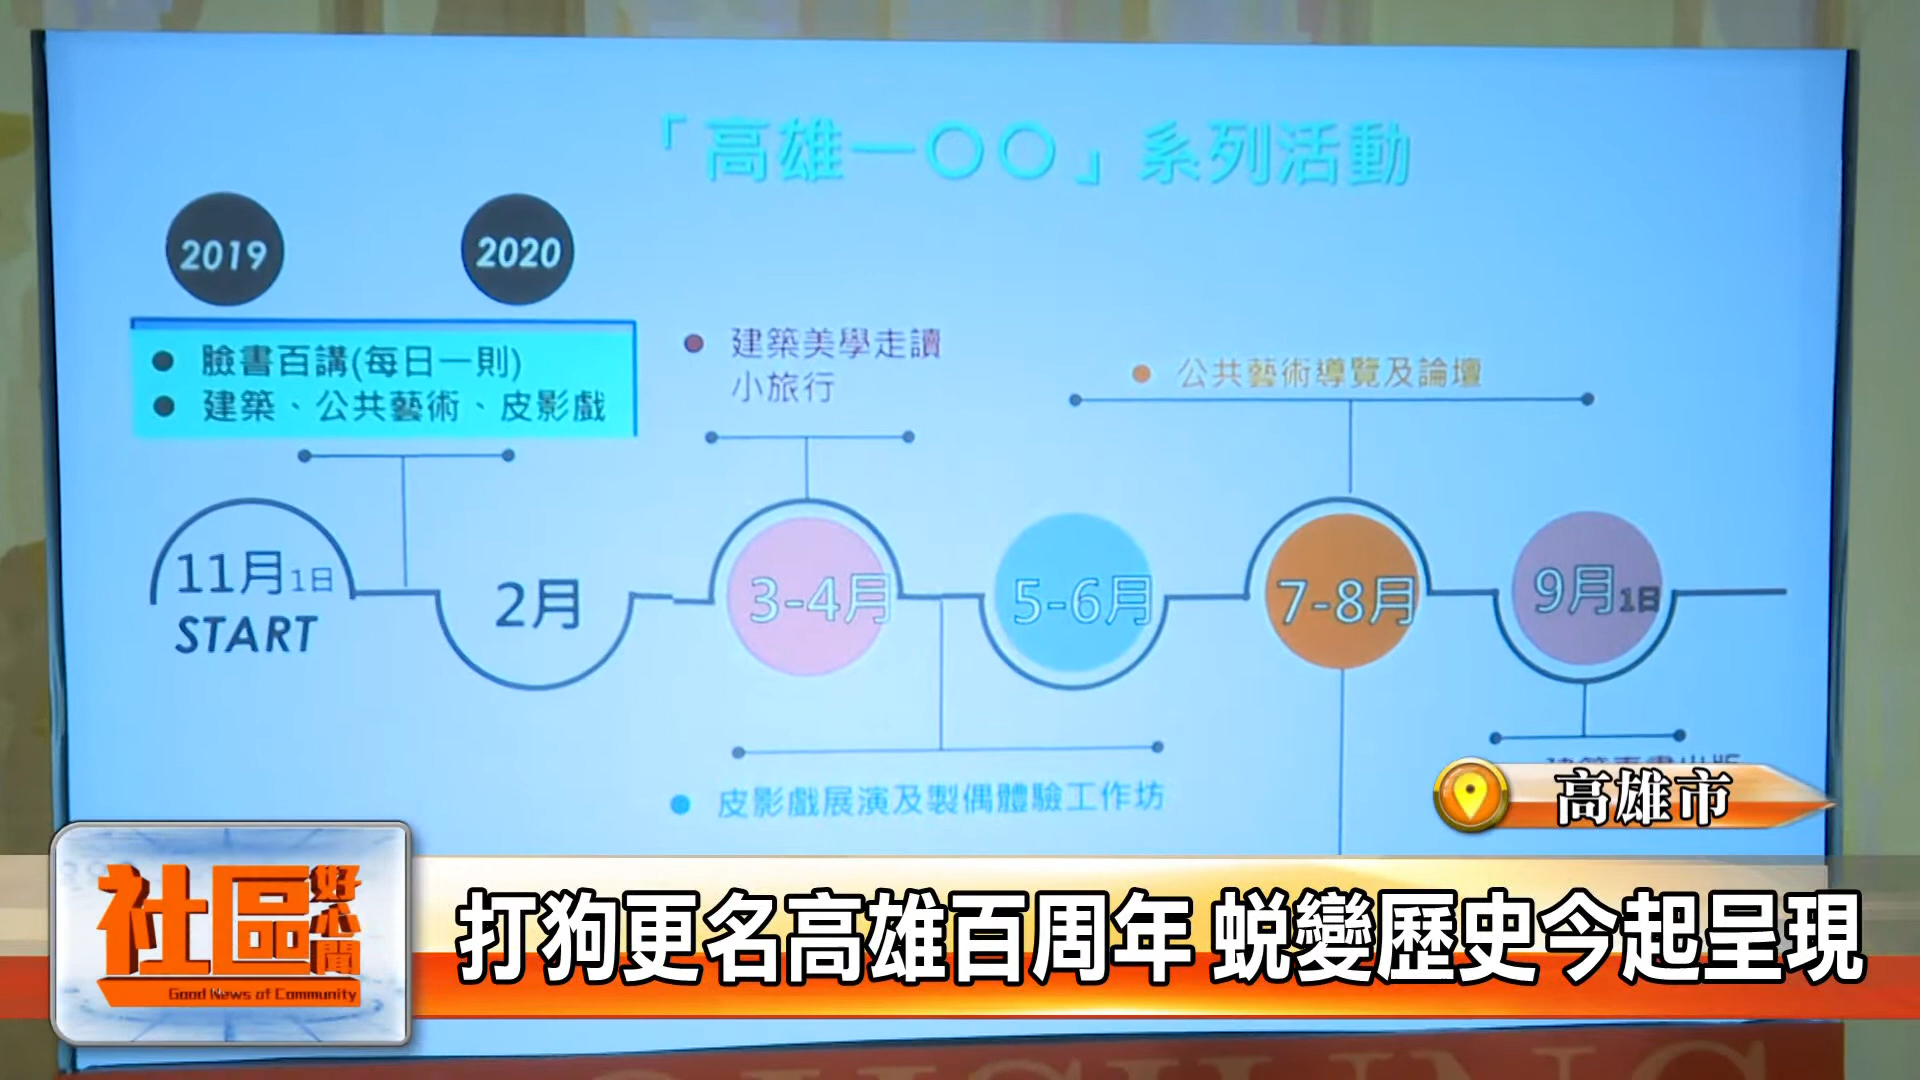 「高雄一〇〇」系列活動
2019
2020
臉書百講(每日一則)
建築、公共藝術、皮影戲
建築美學走讀
小旅行
公共藝術導覽及論壇
11月1日
START
2月
3-4月
5-6月
7-8月
9月1日
皮影戲展演及製偶體驗工作坊
高雄市
社區好小聞
Good News of Community
打狗更名高雄百周年 蛻變歷史今起呈現